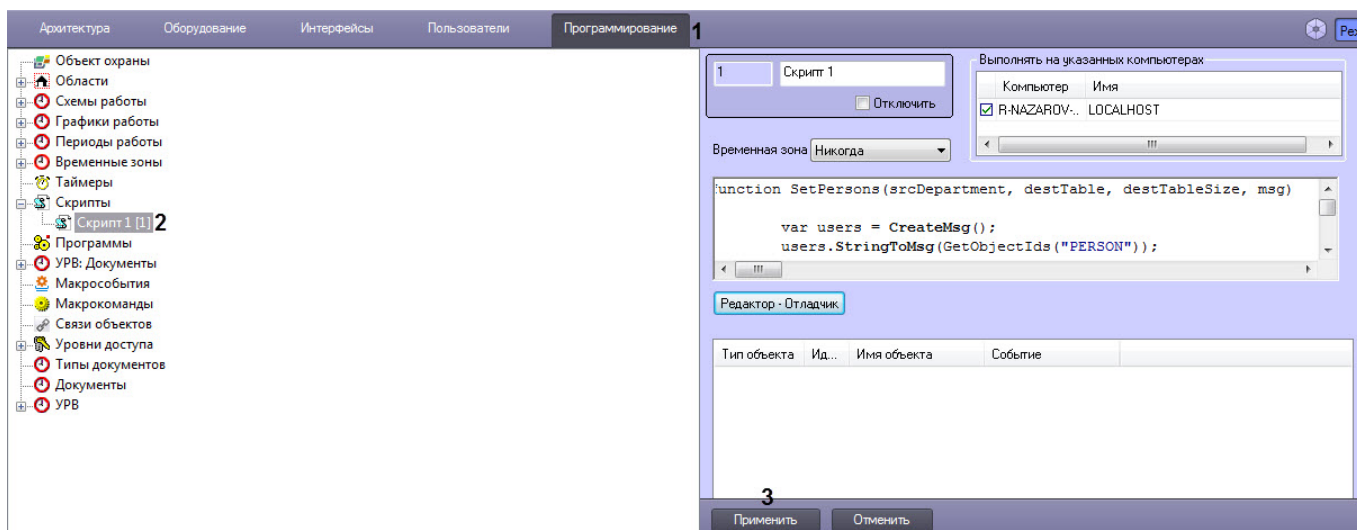 Архитектура Оборудование Интерфейсы Пользователи Программирование 1
Объект охраны
Области
Схемы работы
Графики работы
Периоды работы
Временные зоны
Таймеры
Скрипты
Скрипт 1 [1] 2
Программы
УРВ: Документы
Макрособытия
Макрокоманды
Связи объектов
Уровни доступа
Типы документов
Документы
УРВ
1 Скрипт 1
Отключить
Выполнять на указанных компьютерах
Компьютер Имя
R-NAZAROV-.. LOCALHOST
Временная зона Никогда
unction SetPersons(srcDepartment, destTable, destTableSize, msg)
var users = CreateMsg();
users.StringToMsg(GetObjectIds("PERSON"));
Редактор - Отладчик
Тип объекта Ид... Имя объекта Событие
3
Применить Отменить